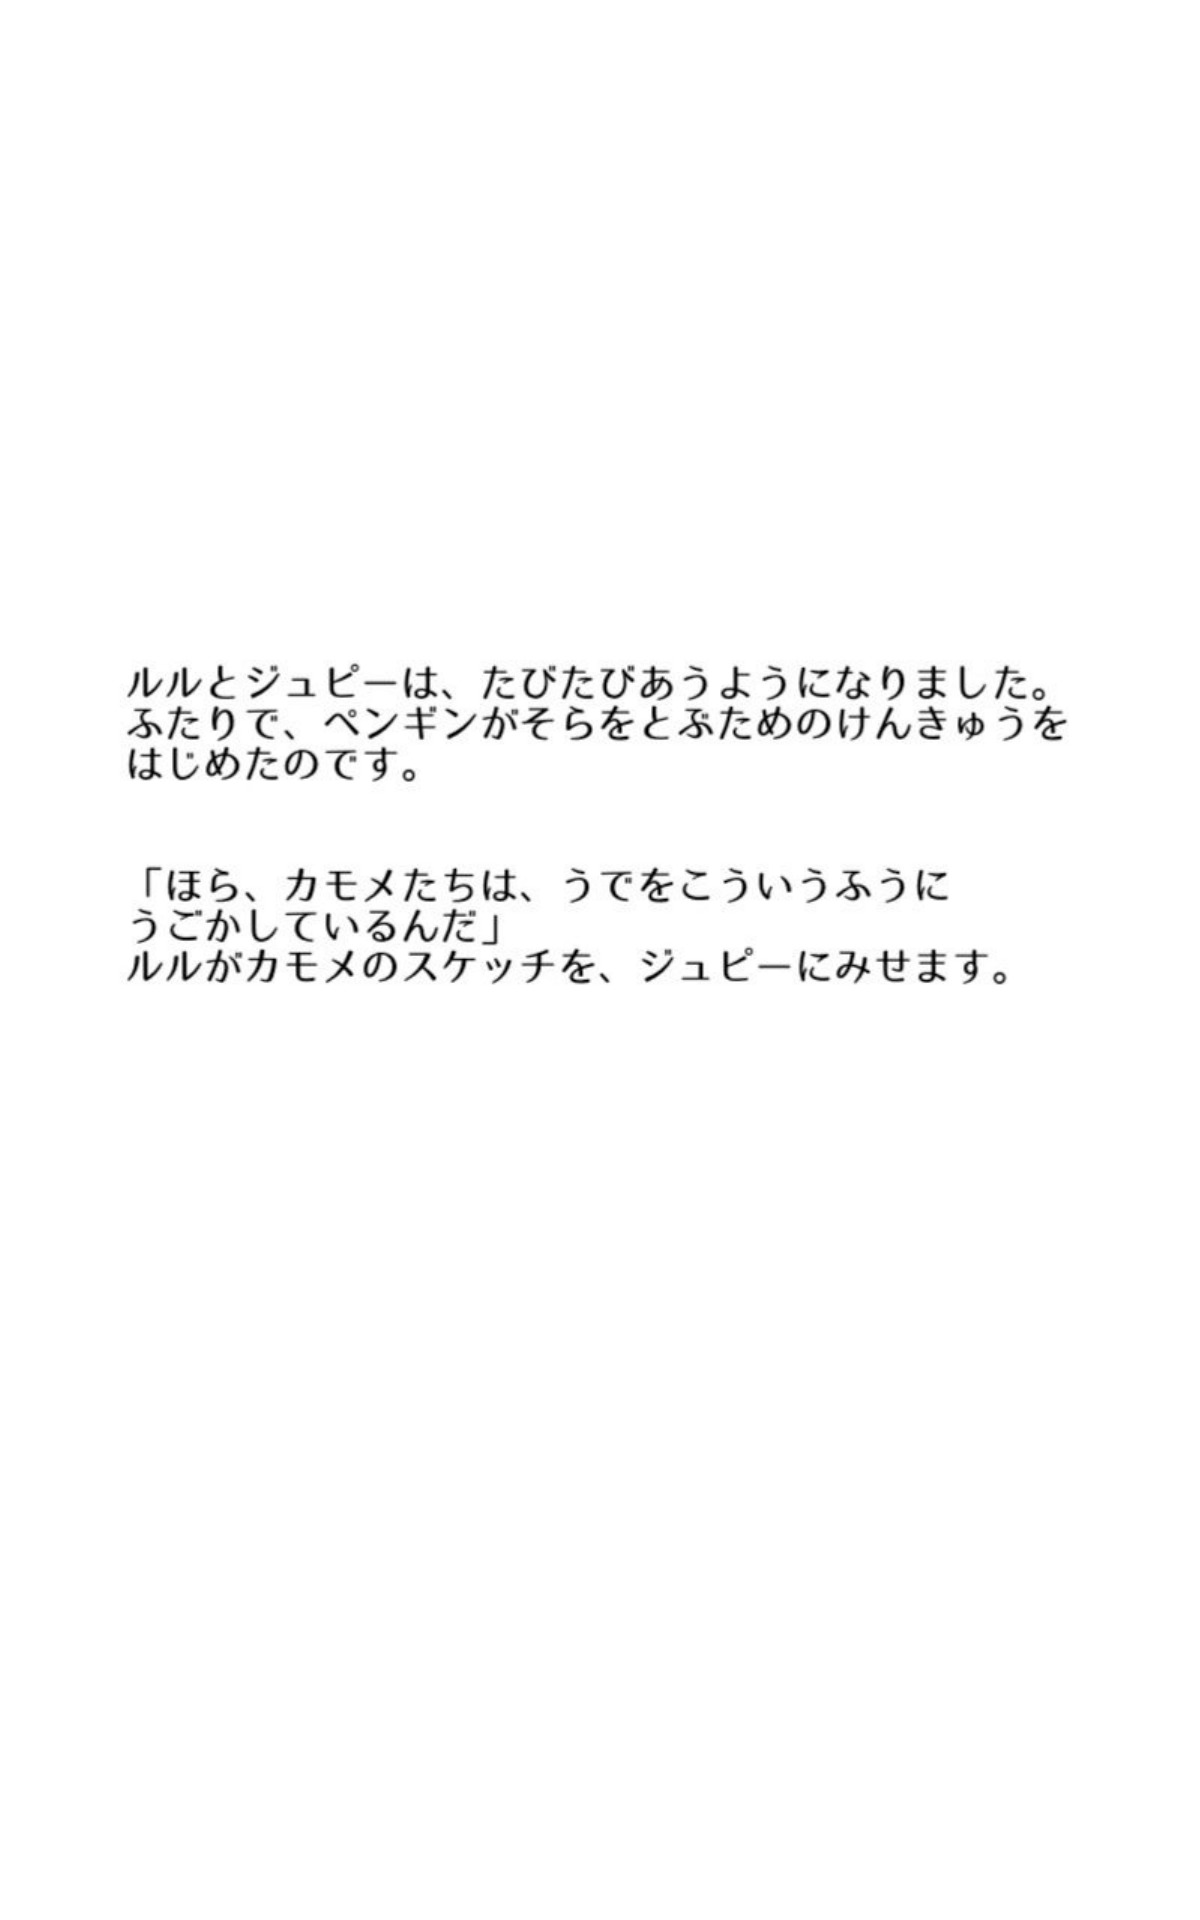 ルルとジュピーは、たびたびあうようになりました。
ふたりで、ペンギンがそらをとぶためのけんきゅうを
はじめたのです。
「ほら、カモメたちは、うでをこういうふうに
うごかしているんだ」
ルルがカモメのスケッチを、ジュピーにみせます。